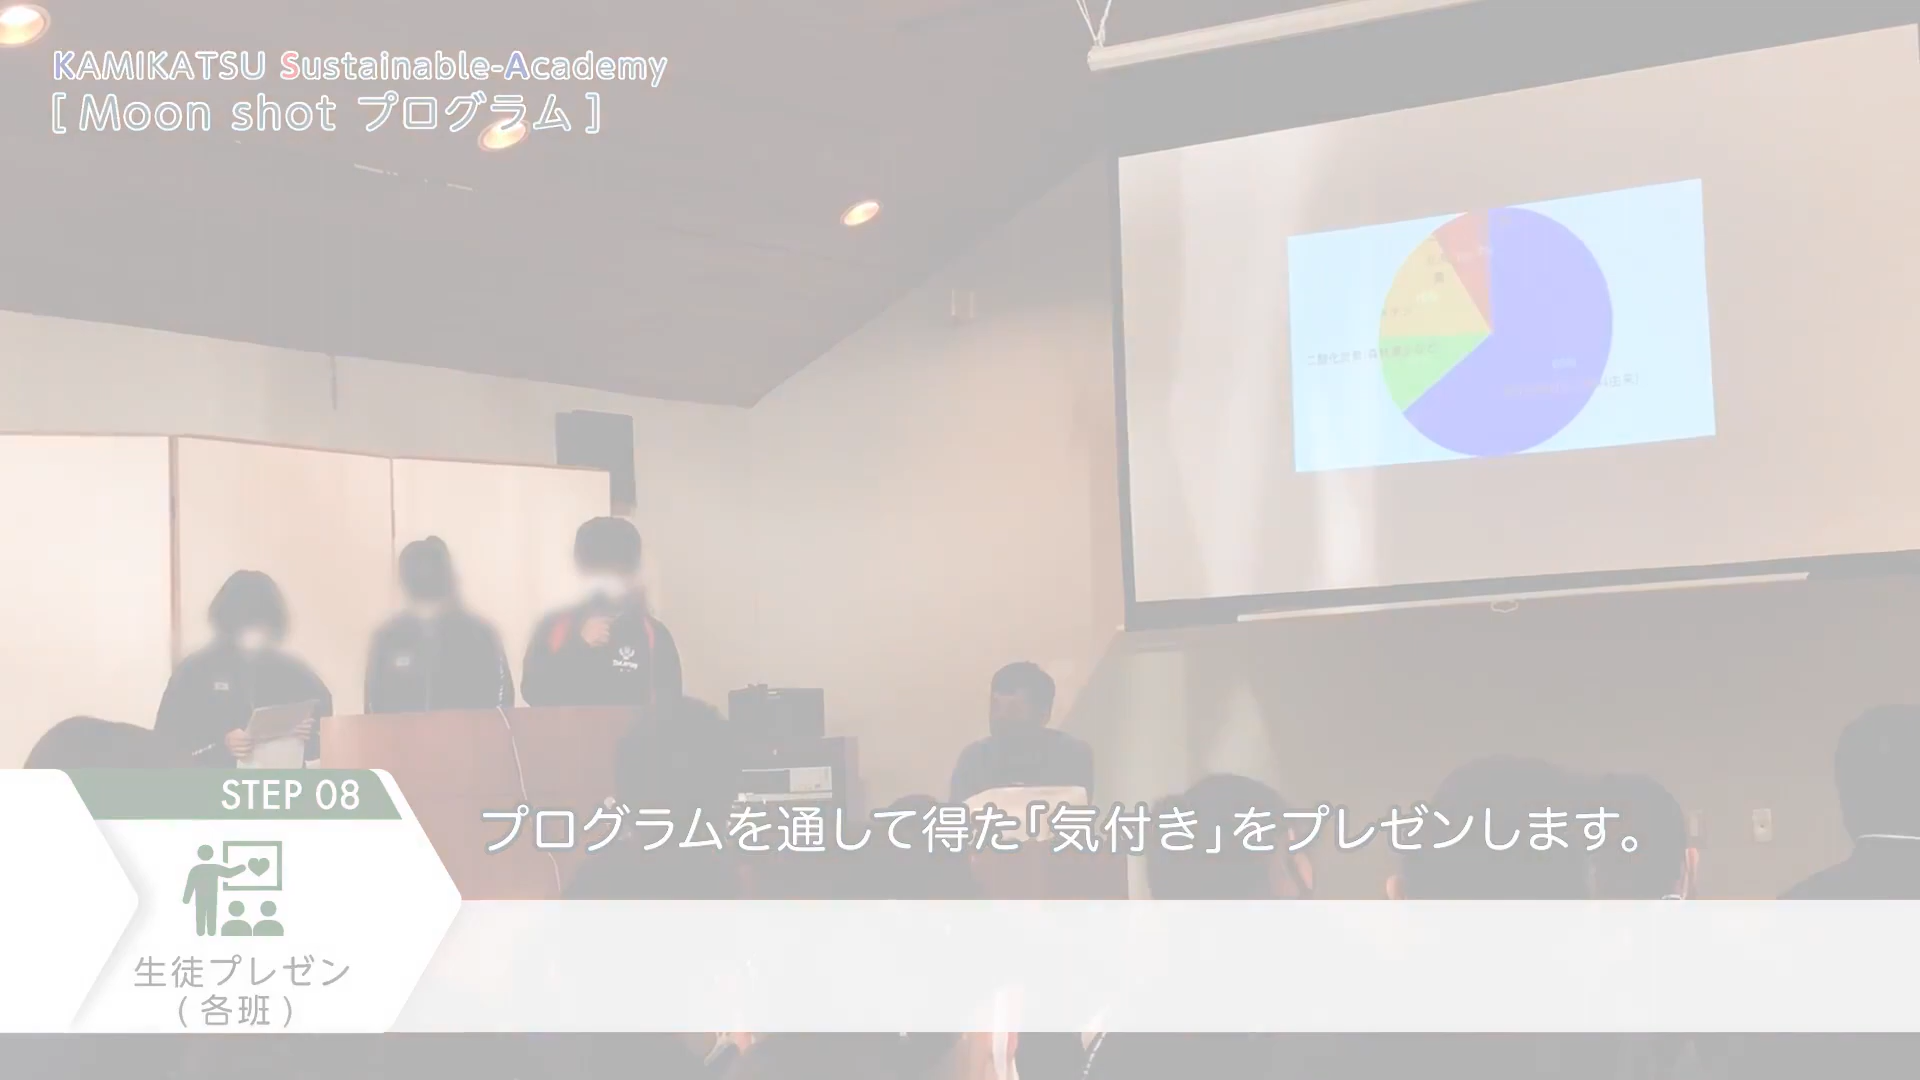 KAMIKATSU Sustainable-Academy
[ Moon shot プログラム ]
STEP 08
プログラムを通して得た「気付き」をプレゼンします。
生徒プレゼン
( 各班 )